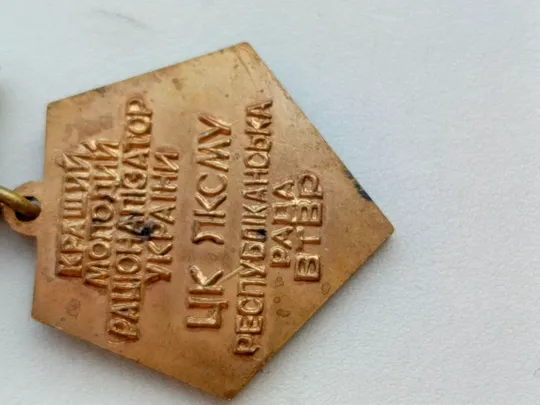 КРАЩИЙ
МОЛОДИЙ
РАЦІОНАЛІЗАТОР
УКРАЇНИ
ЦК ЛКСМУ
РЕСПУБЛІКАНСЬКА
РАДА
ВТВР